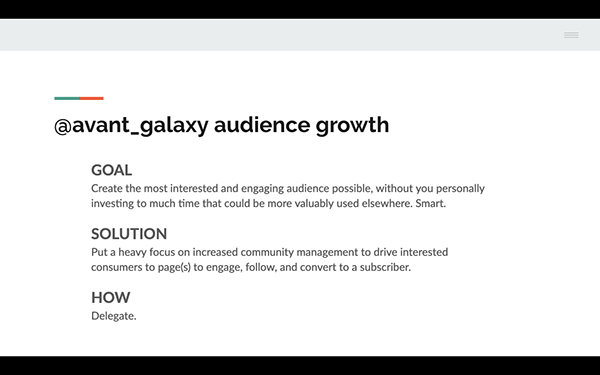 @avant_galaxy audience growth
GOAL
Create the most interested and engaging audience possible, without you personally
investing to much time that could be more valuably used elsewhere. Smart.
SOLUTION
Put a heavy focus on increased community management to drive interested
consumers to page(s) to engage, follow, and convert to a subscriber.
HOW
Delegate.